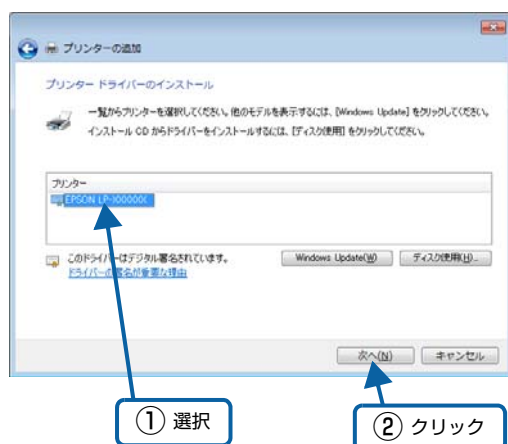 プリンターの追加
プリンター ドライバーのインストール
一覧からプリンターを選択してください。他のモデルを表示するには、[Windows Update] をクリックしてください。
インストール CD からドライバーをインストールするには、[ディスク使用] をクリックしてください。
プリンター
EPSON LP-
このドライバーはデジタル署名されています。
Windows Update(W)
ディスク使用(H)...
ドライバーの署名が重要な理由
次へ(N)
キャンセル
① 選択
② クリック